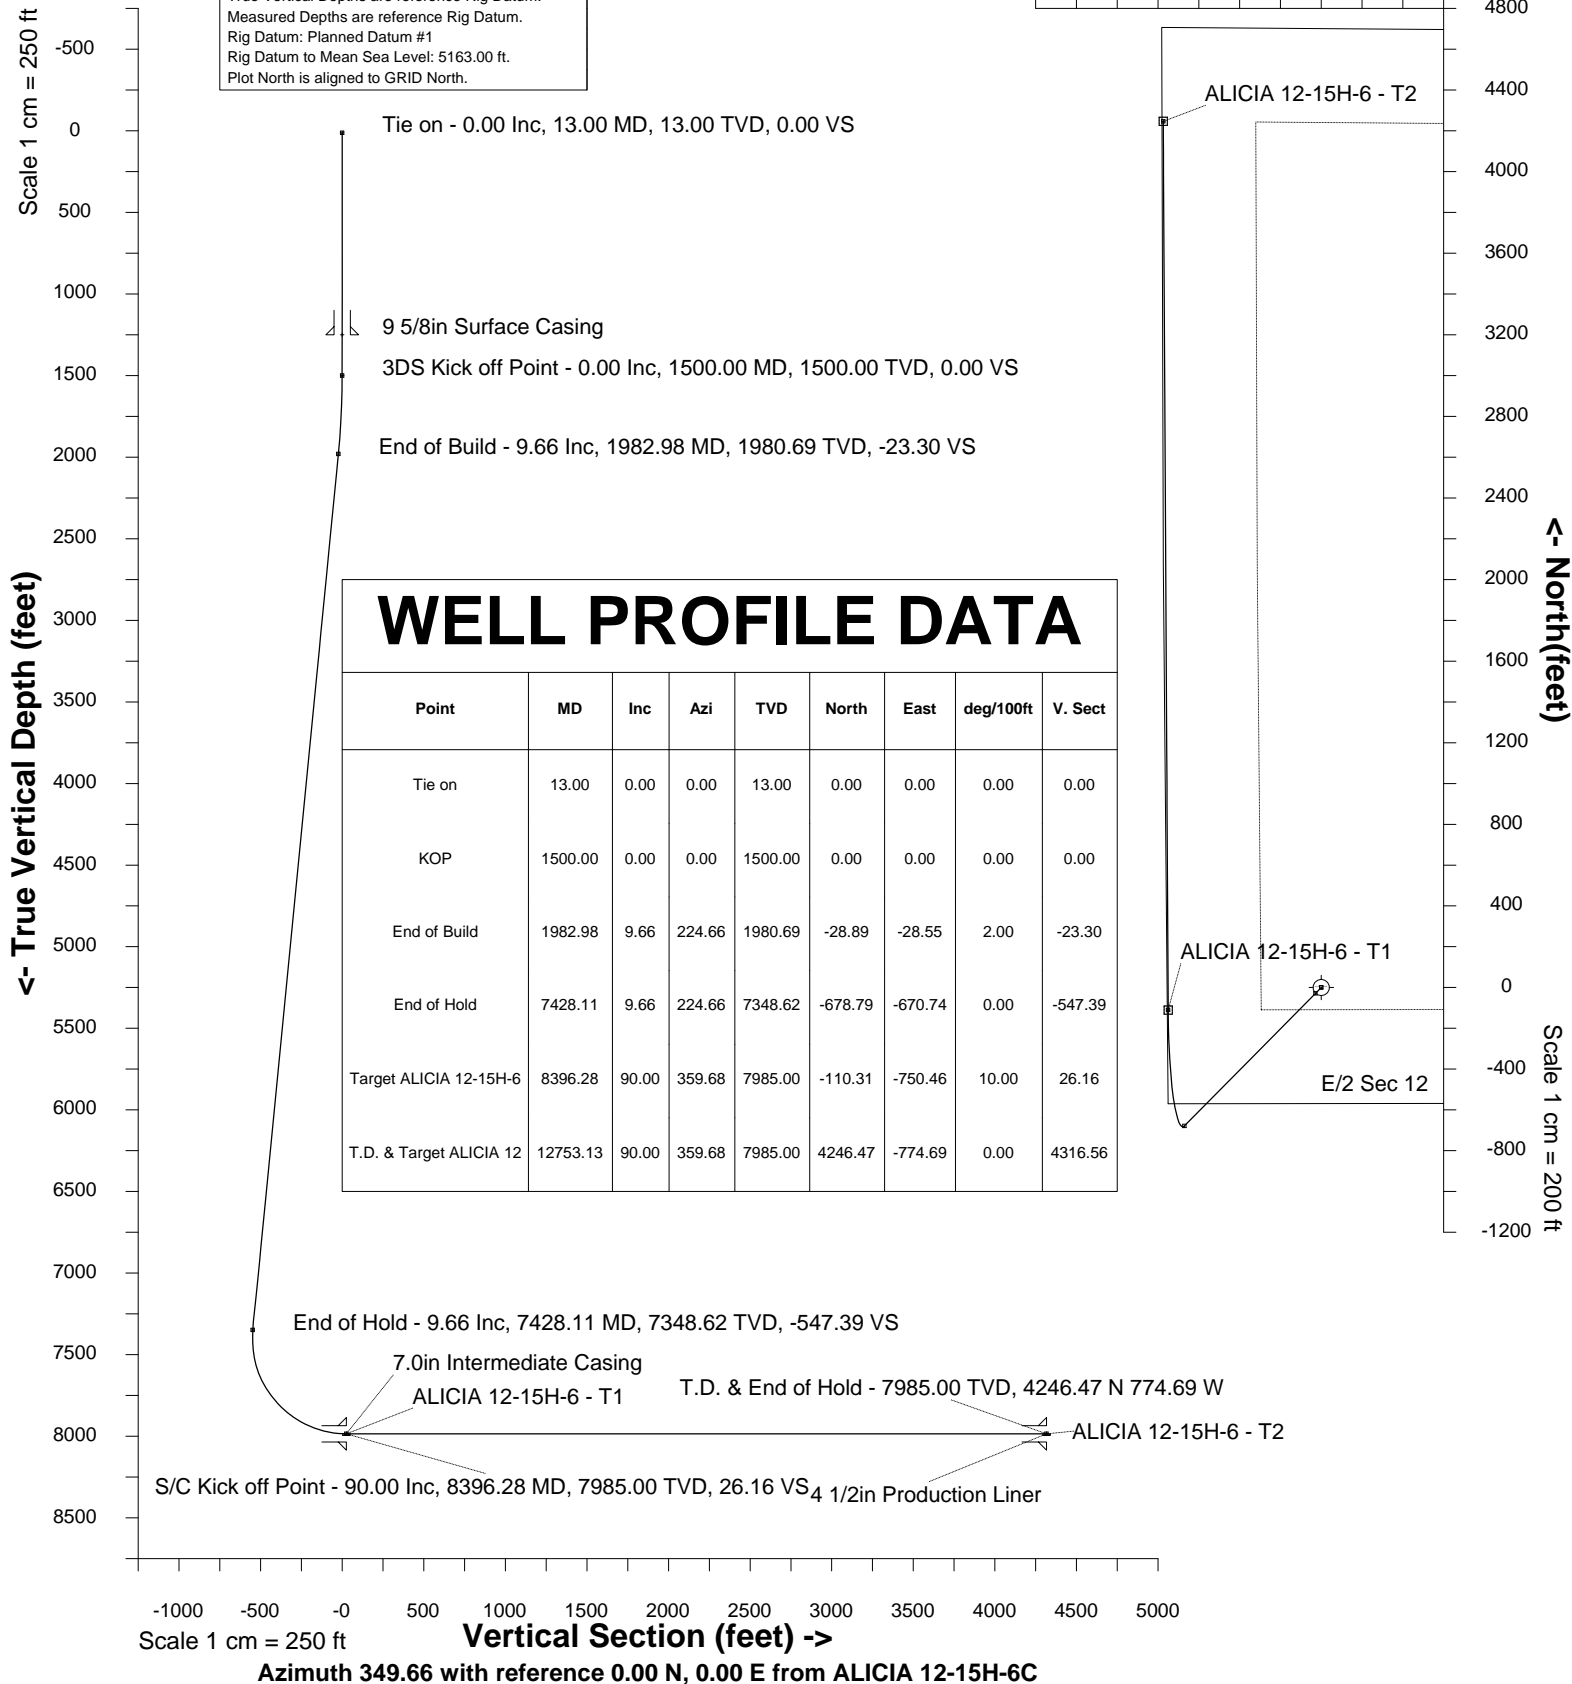 True Vertical Depths are reference Rig Datum.
Measured Depths are reference Rig Datum.
Rig Datum: Planned Datum #1
Rig Datum to Mean Sea Level: 5163.00 ft.
Plot North is aligned to GRID North.
Scale 1 cm = 250 ft
<- True Vertical Depth (feet)
-500
0
500
1000
1500
2000
2500
3000
3500
4000
4500
5000
5500
6000
6500
7000
7500
8000
8500
Tie on - 0.00 Inc, 13.00 MD, 13.00 TVD, 0.00 VS
9 5/8in Surface Casing
3DS Kick off Point - 0.00 Inc, 1500.00 MD, 1500.00 TVD, 0.00 VS
End of Build - 9.66 Inc, 1982.98 MD, 1980.69 TVD, -23.30 VS
WELL PROFILE DATA
Point MD Inc Azi TVD North East deg/100ft V. Sect
Tie on 13.00 0.00 0.00 13.00 0.00 0.00 0.00 0.00
KOP 1500.00 0.00 0.00 1500.00 0.00 0.00 0.00 0.00
End of Build 1982.98 9.66 224.66 1980.69 -28.89 -28.55 2.00 -23.30
End of Hold 7428.11 9.66 224.66 7348.62 -678.79 -670.74 0.00 -547.39
Target ALICIA 12-15H-6 8396.28 90.00 359.68 7985.00 -110.31 -750.46 10.00 26.16
T.D. & Target ALICIA 12 12753.13 90.00 359.68 7985.00 4246.47 -774.69 0.00 4316.56
End of Hold - 9.66 Inc, 7428.11 MD, 7348.62 TVD, -547.39 VS
7.0in Intermediate Casing
ALICIA 12-15H-6 - T1
T.D. & End of Hold - 7985.00 TVD, 4246.47 N 774.69 W
ALICIA 12-15H-6 - T2
S/C Kick off Point - 90.00 Inc, 8396.28 MD, 7985.00 TVD, 26.16 VS
4 1/2in Production Liner
-1000 -500 -0 500 1000 1500 2000 2500 3000 3500 4000 4500 5000
Scale 1 cm = 250 ft
Vertical Section (feet) ->
Azimuth 349.66 with reference 0.00 N, 0.00 E from ALICIA 12-15H-6C
ALICIA 12-15H-6 - T2
ALICIA 12-15H-6 - T1
E/2 Sec 12
4800
4400
4000
3600
3200
2800
2400
2000
1600
1200
800
400
0
-400
-800
-1200
<- North(feet)
Scale 1 cm = 200 ft